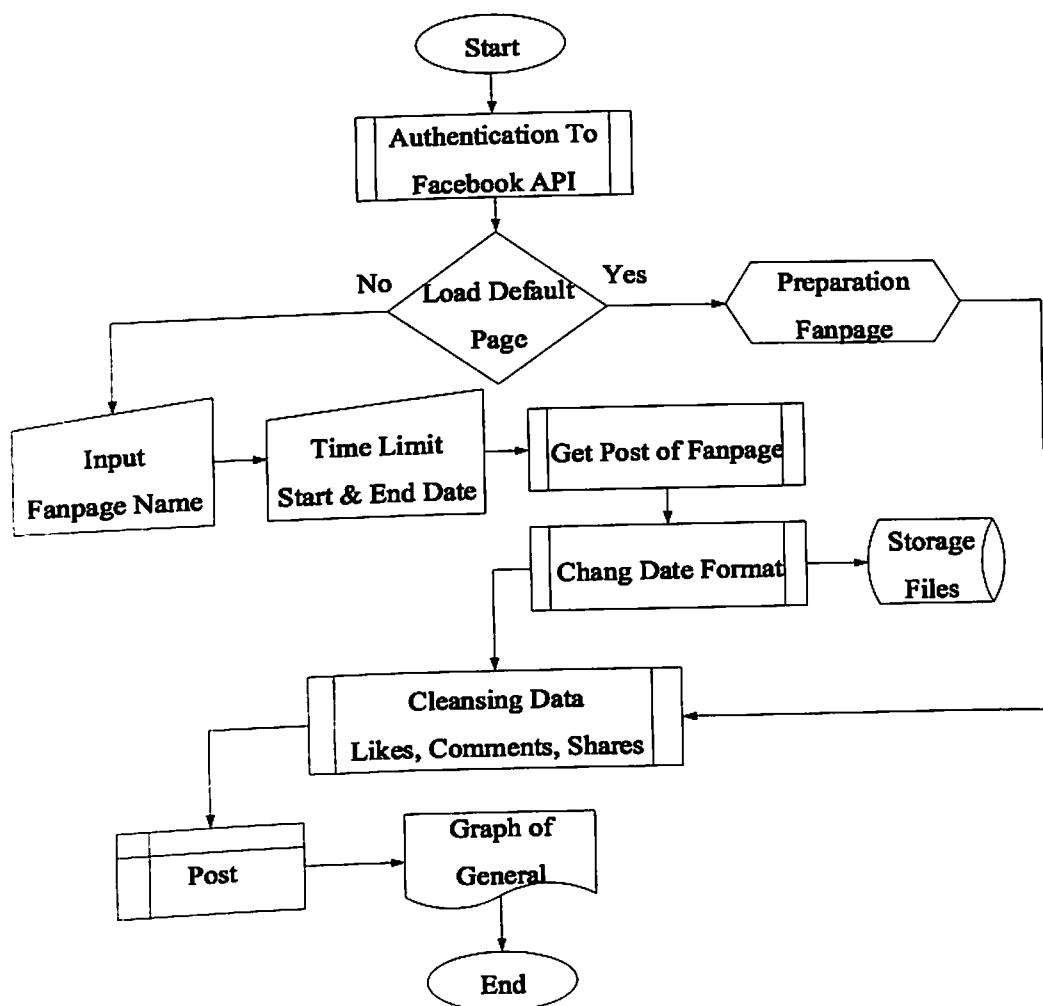 Start
Authentication To
Facebook API
No
Yes
Load Default
Page
Preparation
Fanpage
Input
Fanpage Name
Time Limit
Start & End Date
Get Post of Fanpage
Chang Date Format
Storage
Files
Cleansing Data
Likes, Comments, Shares
Post
Graph of
General
End